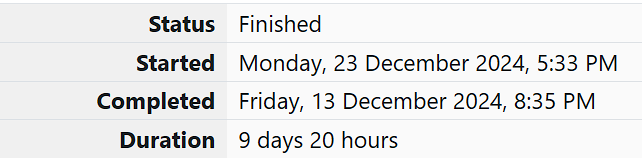 Status Finished
Started Monday, 23 December 2024, 5:33 PM
Completed Friday, 13 December 2024, 8:35 PM
Duration 9 days 20 hours